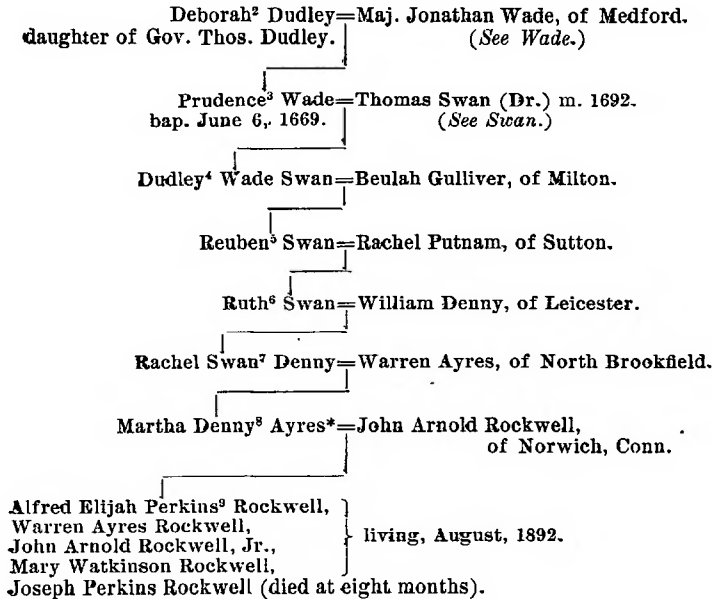 Deborah² Dudley=Maj. Jonathan Wade, of Medford.
daughter of Gov. Thos. Dudley. (See Wade.)
Prudence³ Wade=Thomas Swan (Dr.) m. 1692.
bap. June 6, 1669. (See Swan.)
Dudley⁴ Wade Swan=Beulah Gulliver, of Milton.
Reuben⁵ Swan=Rachel Putnam, of Sutton.
Ruth⁶ Swan=William Denny, of Leicester.
Rachel Swan⁷ Denny=Warren Ayres, of North Brookfield.
Martha Denny⁸ Ayres*=John Arnold Rockwell,
of Norwich, Conn.
Alfred Elijah Perkins⁹ Rockwell,
Warren Ayres Rockwell,
John Arnold Rockwell, Jr., living, August, 1892.
Mary Watkinson Rockwell,
Joseph Perkins Rockwell (died at eight months).